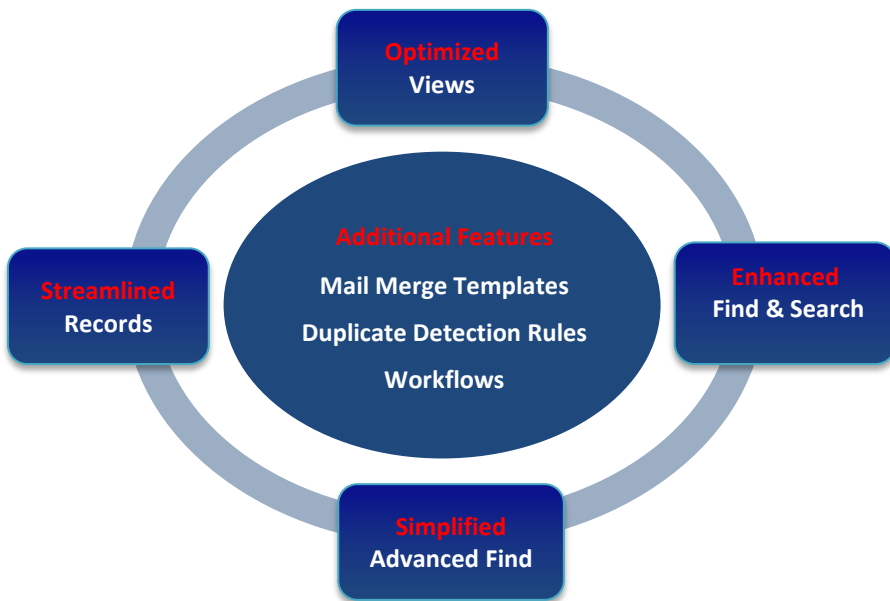 Optimized
Views
Additional Features
Mail Merge Templates
Duplicate Detection Rules
Workflows
Streamlined
Records
Enhanced
Find & Search
Simplified
Advanced Find